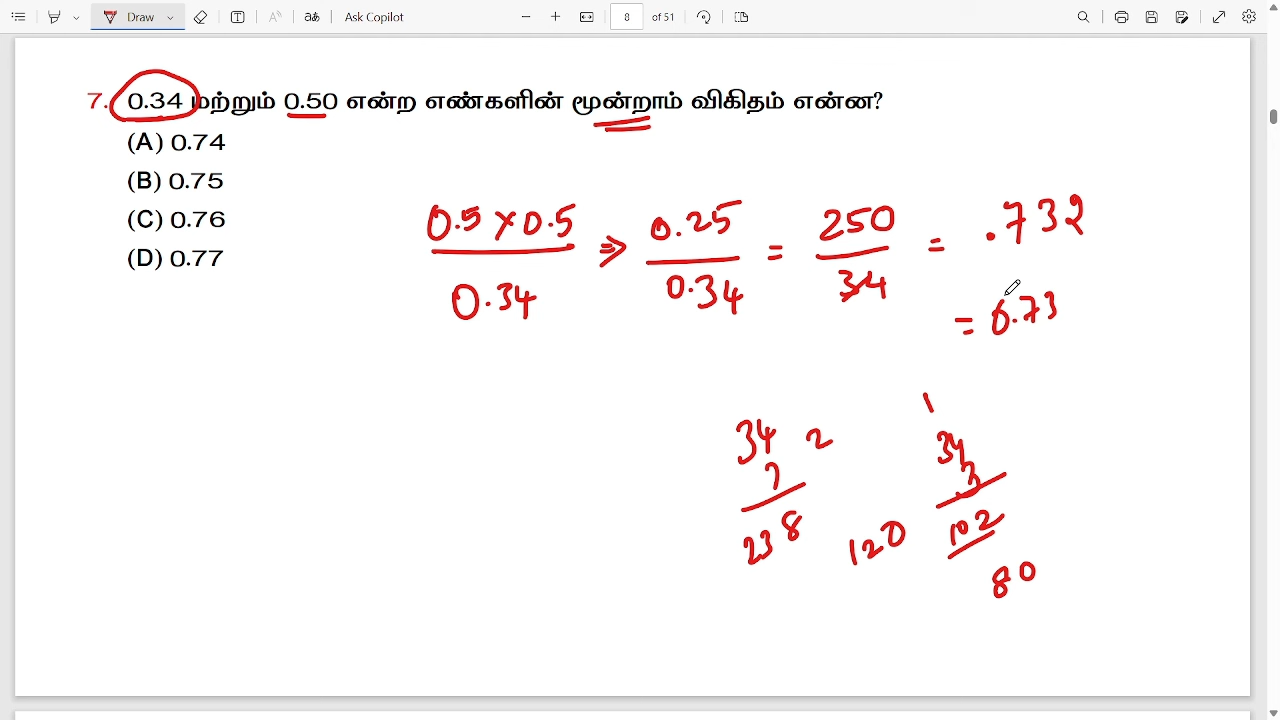 Draw
Ask Copilot
8 of 51
7. 0.34 மற்றும் 0.50 என்ற எண்களின் மூன்றாம் விகிதம் என்ன?
(A) 0.74
(B) 0.75
(C) 0.76
(D) 0.77
0.5 x 0.5 / 0.34 => 0.25 / 0.34 = 250 / 34 = .732
= 0.73
34 2
7
238
120
1
34
3
102
80